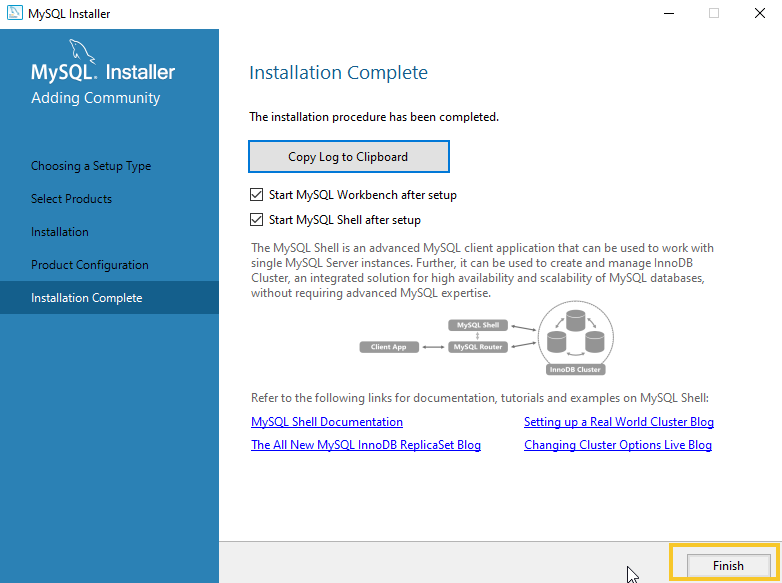 MySQL Installer
MySQL. Installer
Adding Community
Choosing a Setup Type
Select Products
Installation
Product Configuration
Installation Complete
Installation Complete
The installation procedure has been completed.
Copy Log to Clipboard
Start MySQL Workbench after setup
Start MySQL Shell after setup
The MySQL Shell is an advanced MySQL client application that can be used to work with
single MySQL Server instances. Further, it can be used to create and manage InnoDB
Cluster, an integrated solution for high availability and scalability of MySQL databases,
without requiring advanced MySQL expertise.
MySQL Shell
Client App
MySQL Router
InnoDB Cluster
Refer to the following links for documentation, tutorials and examples on MySQL Shell:
MySQL Shell Documentation
Setting up a Real World Cluster Blog
The All New MySQL InnoDB ReplicaSet Blog
Changing Cluster Options Live Blog
Finish